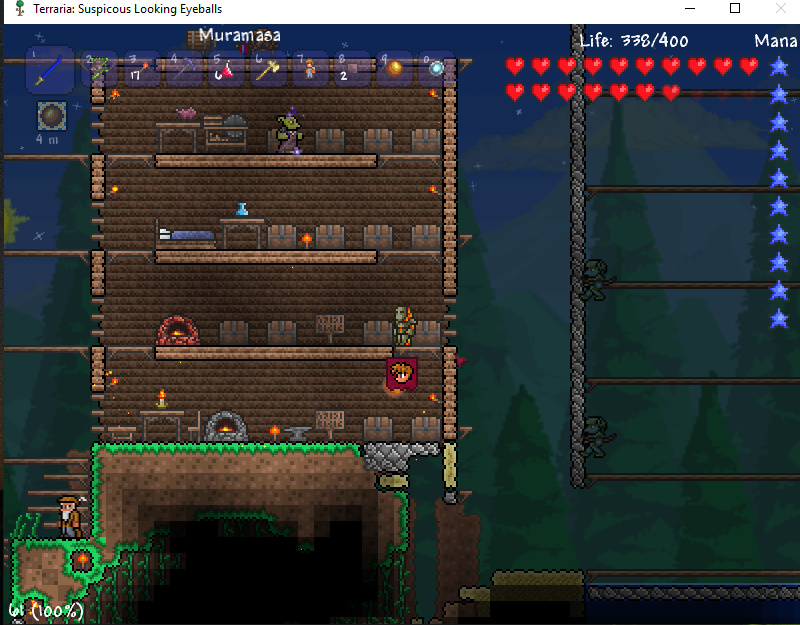 Terraria: Suspicous Looking Eyeballs
Muramasa
Life: 338/400
Mana
1 2 3 4 5 6 7 8 9 0
17 6 2
4 m
61 (100%)